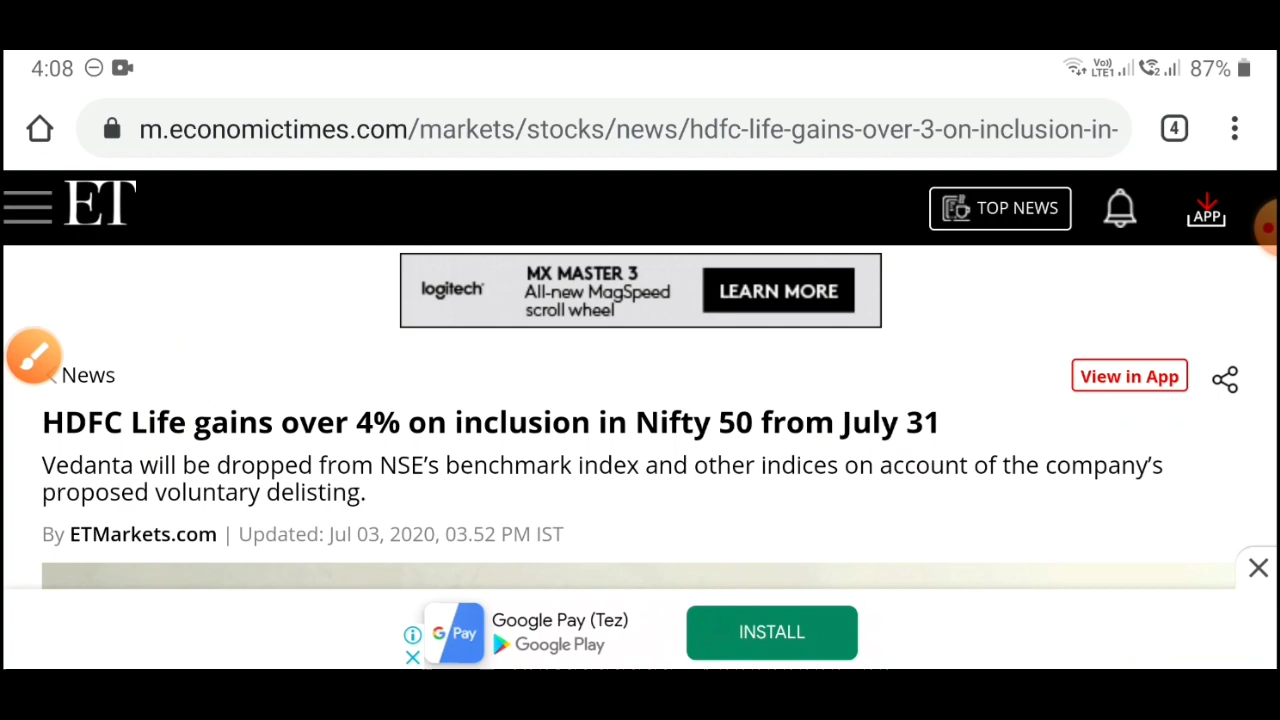 4:08 Vo) LTE1 2 87%
m.economictimes.com/markets/stocks/news/hdfc-life-gains-over-3-on-inclusion-in- 4
ET TOP NEWS APP
logitech MX MASTER 3 LEARN MORE
All-new MagSpeed
scroll wheel
News View in App
HDFC Life gains over 4% on inclusion in Nifty 50 from July 31
Vedanta will be dropped from NSE’s benchmark index and other indices on account of the company’s
proposed voluntary delisting.
By ETMarkets.com | Updated: Jul 03, 2020, 03.52 PM IST
G Pay Google Pay (Tez) INSTALL
Google Play